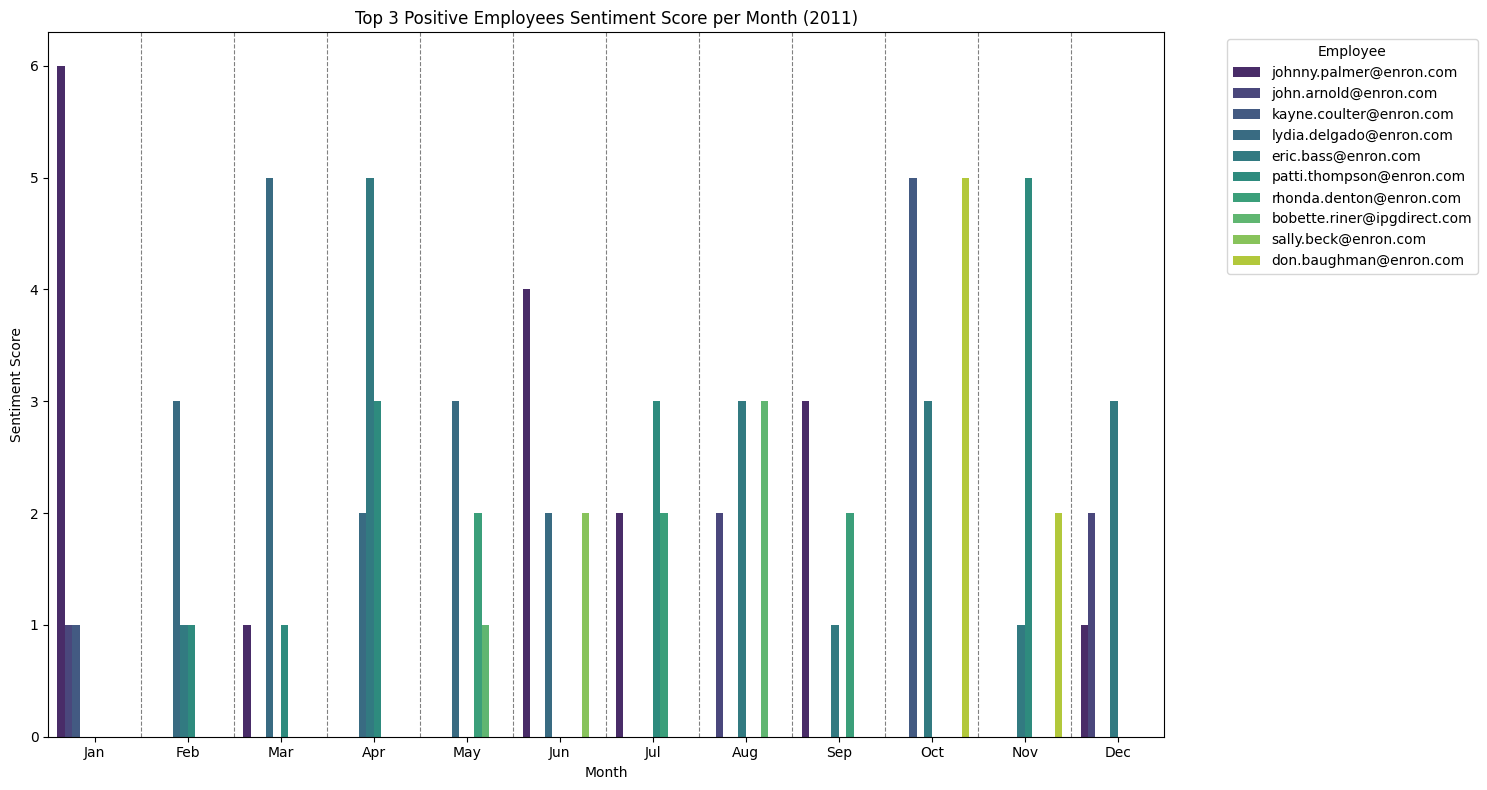 Top 3 Positive Employees Sentiment Score per Month (2011)
Employee
johnny.palmer@enron.com
john.arnold@enron.com
kayne.coulter@enron.com
lydia.delgado@enron.com
eric.bass@enron.com
patti.thompson@enron.com
rhonda.denton@enron.com
bobette.riner@ipgdirect.com
sally.beck@enron.com
don.baughman@enron.com
Sentiment Score
6
5
4
3
2
1
0
Jan Feb Mar Apr May Jun Jul Aug Sep Oct Nov Dec
Month